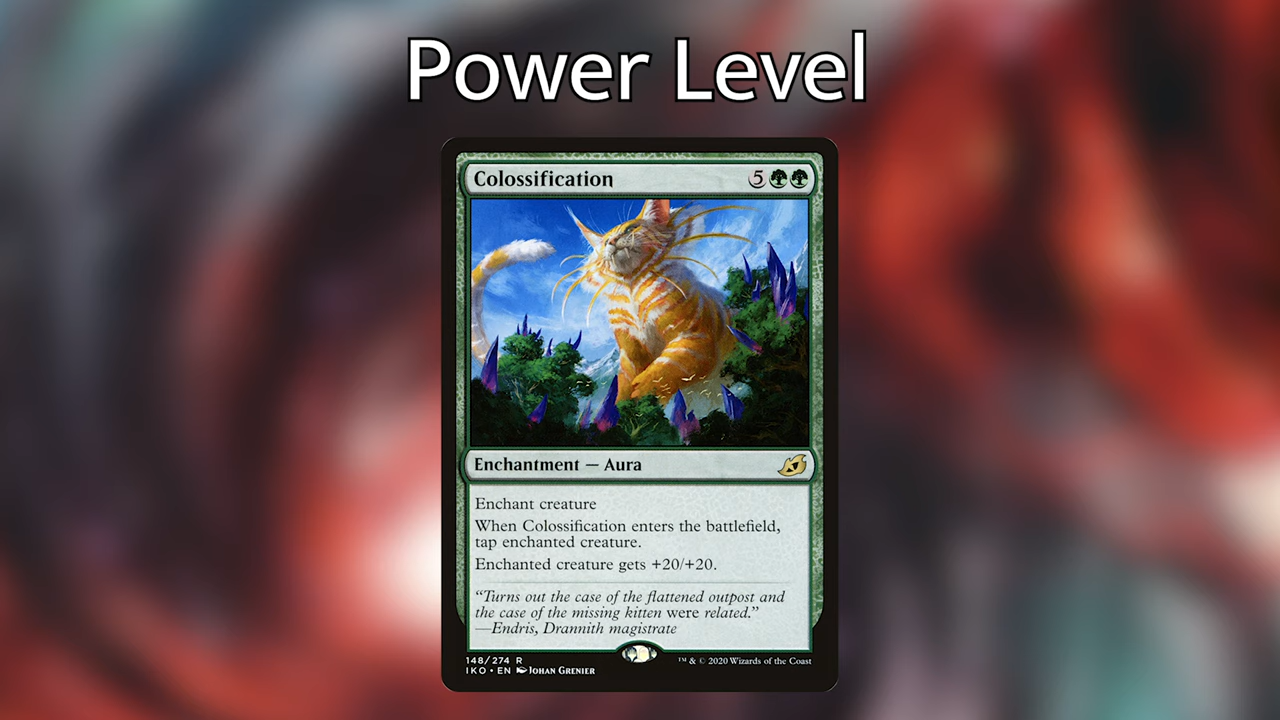 Power Level
Colossification 5
Enchantment — Aura
Enchant creature
When Colossification enters the battlefield,
tap enchanted creature.
Enchanted creature gets +20/+20.
“Turns out the case of the flattened outpost and
the case of the missing kitten were related.”
—Endris, Drannith magistrate
148/274 R
IKO • EN Johan Grenier
™ & © 2020 Wizards of the Coast